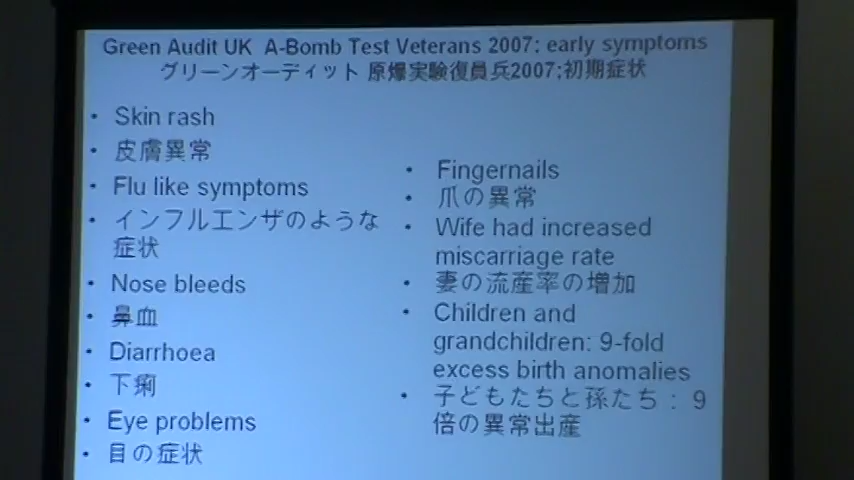 Green Audit UK A-Bomb Test Veterans 2007: early symptoms
グリーンオーディット 原爆実験復員兵2007;初期症状
• Skin rash
• 皮膚異常
• Flu like symptoms
• インフルエンザのような
症状
• Nose bleeds
• 鼻血
• Diarrhoea
• 下痢
• Eye problems
• 目の症状
• Fingernails
• 爪の異常
• Wife had increased
miscarriage rate
• 妻の流産率の増加
• Children and
grandchildren: 9-fold
excess birth anomalies
• 子どもたちと孫たち： 9
倍の異常出産